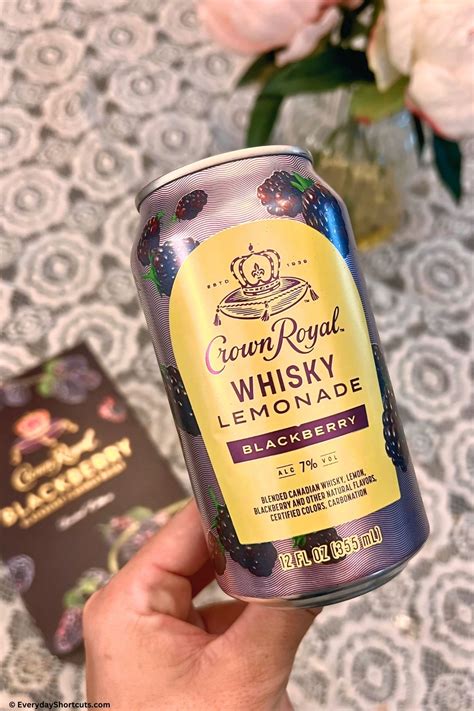 ESTD 1939
Crown Royal™
WHISKY
LEMONADE
BLACKBERRY
ALC 7% VOL
BLENDED CANADIAN WHISKY, LEMON,
BLACKBERRY AND OTHER NATURAL FLAVORS,
CERTIFIED COLORS, CARBONATION
12 FL OZ (355 mL)
Crown Royal
BLACKBERRY
© EverydayShortcuts.com